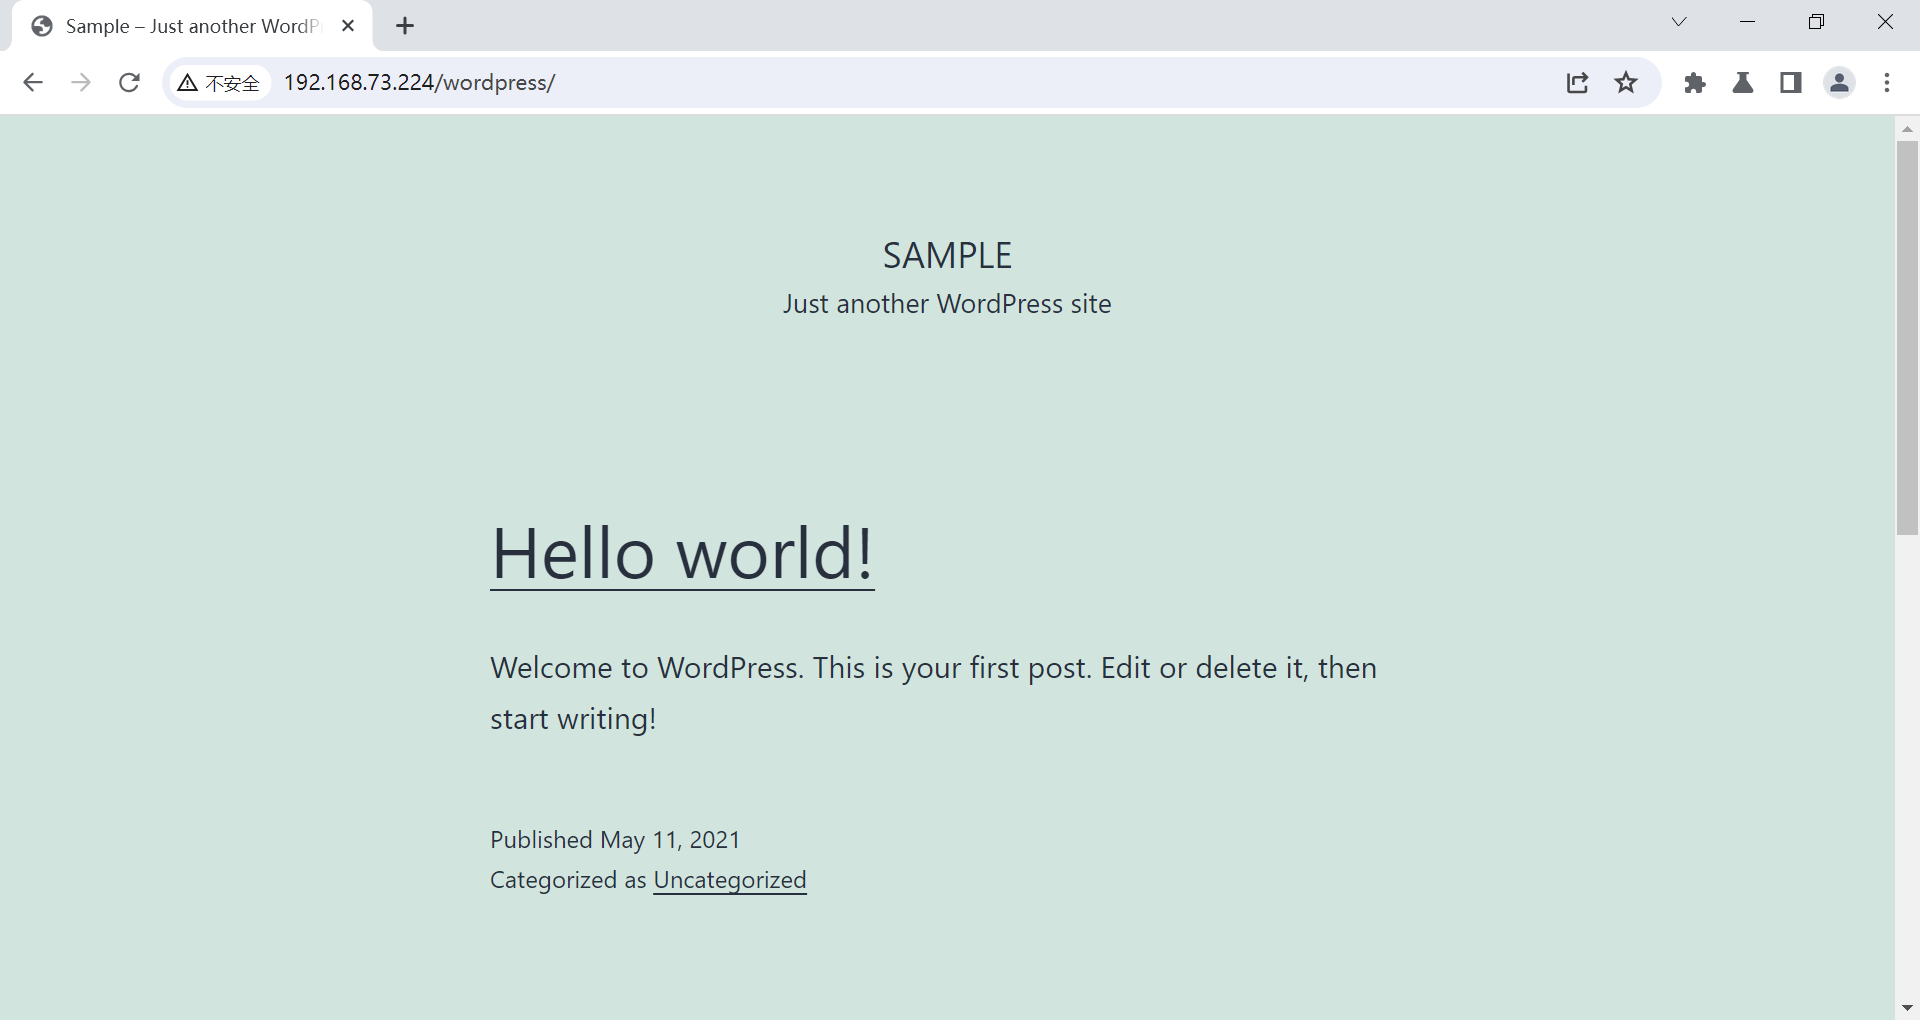 Sample – Just another WordP
不安全
192.168.73.224/wordpress/
SAMPLE
Just another WordPress site
Hello world!
Welcome to WordPress. This is your first post. Edit or delete it, then
start writing!
Published May 11, 2021
Categorized as Uncategorized